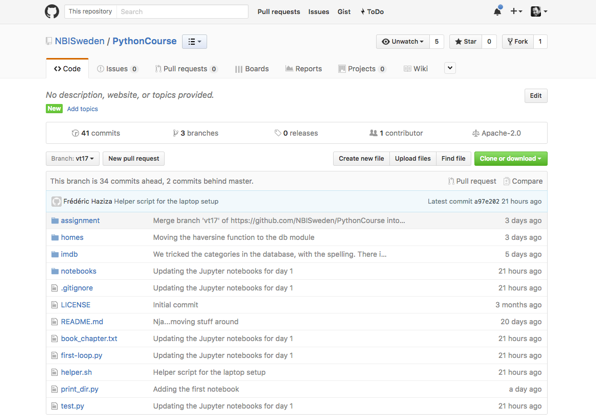 This repository Search Pull requests Issues Gist ToDo
NBISweden / PythonCourse Unwatch 5 Star 0 Fork 1
Code Issues 0 Pull requests 0 Boards Reports Projects 0 Wiki
No description, website, or topics provided. Edit
New Add topics
41 commits 3 branches 0 releases 1 contributor Apache-2.0
Branch: vt17 New pull request Create new file Upload files Find file Clone or download
This branch is 34 commits ahead, 2 commits behind master. Pull request Compare
Frédéric Haziza Helper script for the laptop setup Latest commit a97e202 21 hours ago
assignment Merge branch 'vt17' of https://github.com/NBISweden/PythonCourse into... 3 days ago
homes Moving the haversine function to the db module 3 days ago
imdb We tricked the categories in the database, with the spelling. There i... 5 days ago
notebooks Updating the Jupyter notebooks for day 1 21 hours ago
.gitignore Updating the Jupyter notebooks for day 1 21 hours ago
LICENSE Initial commit 3 months ago
README.md Nja...moving stuff around 20 days ago
book_chapter.txt Updating the Jupyter notebooks for day 1 21 hours ago
first-loop.py Updating the Jupyter notebooks for day 1 21 hours ago
helper.sh Helper script for the laptop setup 21 hours ago
print_dir.py Adding the first notebook a day ago
test.py Updating the Jupyter notebooks for day 1 21 hours ago